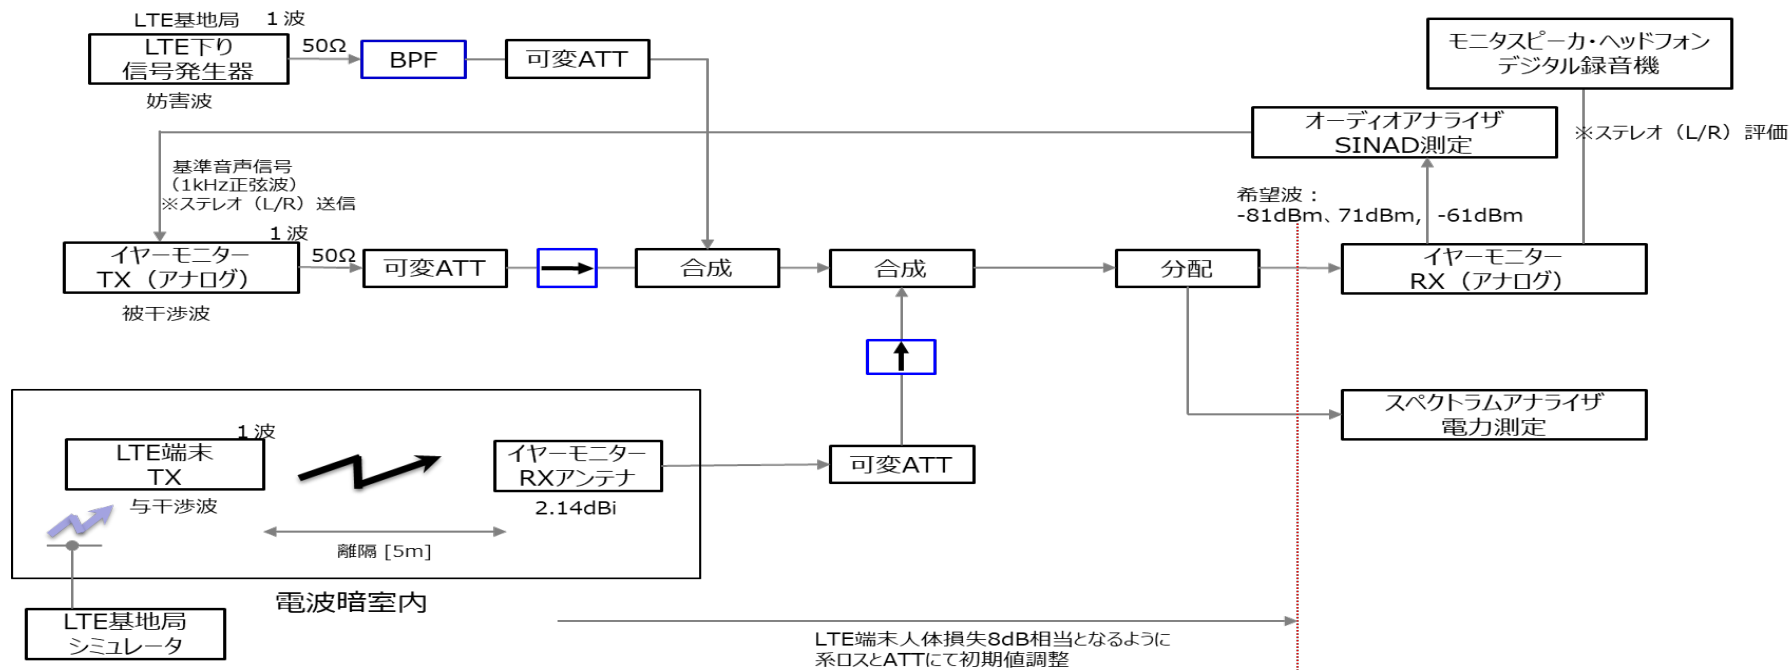 LTE基地局 1波
LTE下り
信号発生器
妨害波
50Ω
BPF
可変ATT
モニタスピーカ・ヘッドフォン
デジタル録音機
オーディオアナライザ
SINAD測定
※ステレオ（L/R）評価
基準音声信号
(1kHz正弦波)
※ステレオ（L/R）送信
希望波：
-81dBm、71dBm, -61dBm
1波
イヤーモニター
TX（アナログ）
被干渉波
50Ω
可変ATT
合成
合成
分配
イヤーモニター
RX（アナログ）
スペクトラムアナライザ
電力測定
1波
LTE端末
TX
与干渉波
イヤーモニター
RXアンテナ
2.14dBi
可変ATT
離隔 [5m]
電波暗室内
LTE基地局
シミュレータ
LTE端末人体損失8dB相当となるように
系ロスとATTにて初期値調整